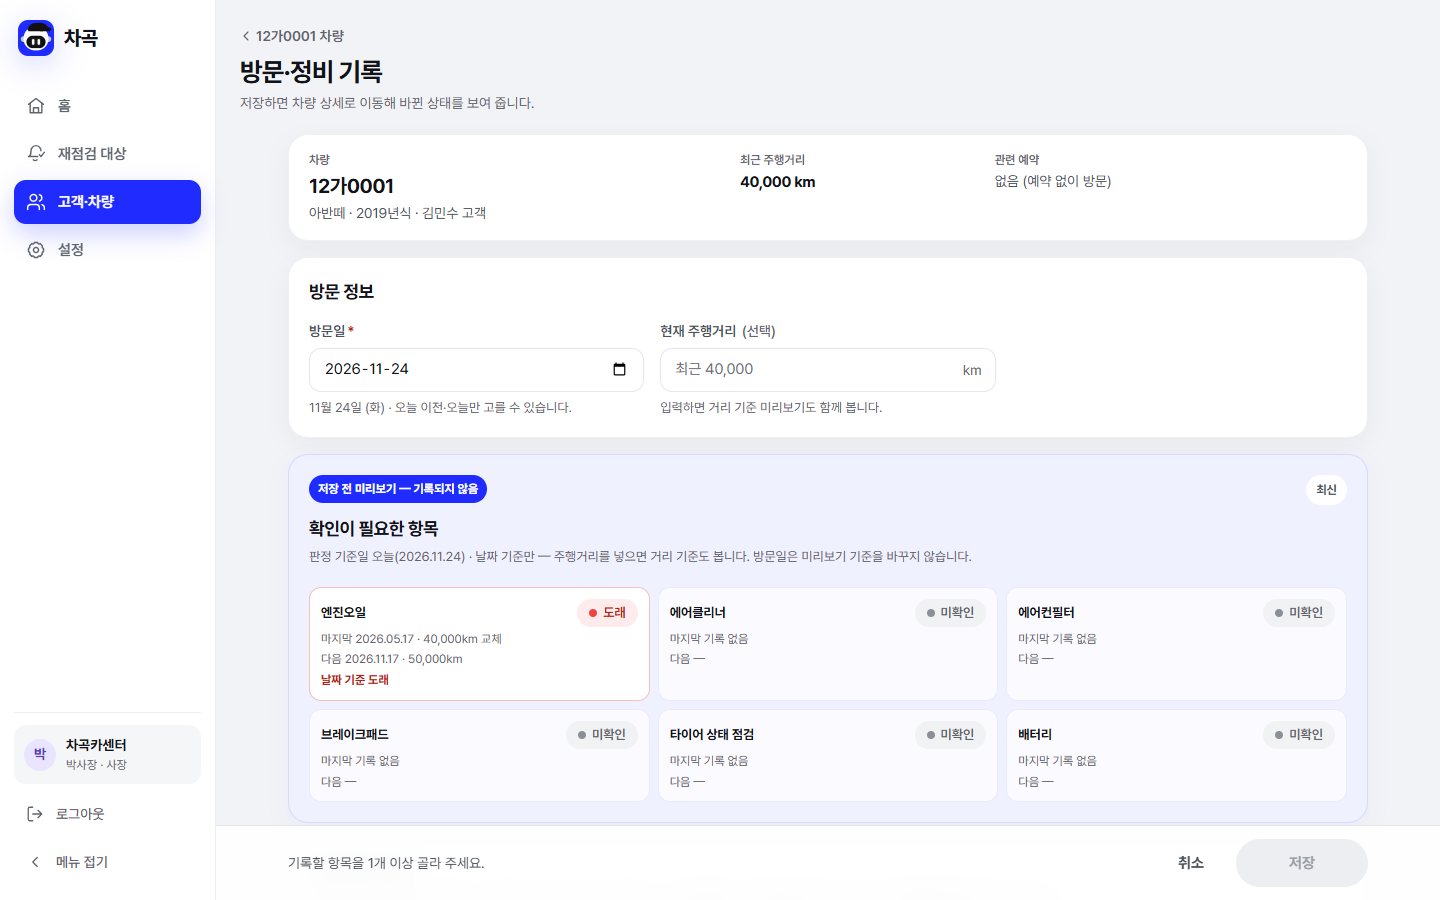 차곡
홈
재점검 대상
고객·차량
설정
박
차곡카센터
박사장 · 사장
로그아웃
메뉴 접기
12가0001 차량
방문·정비 기록
저장하면 차량 상세로 이동해 바뀐 상태를 보여 줍니다.
차량
12가0001
아반떼 · 2019년식 · 김민수 고객
최근 주행거리
40,000 km
관련 예약
없음 (예약 없이 방문)
방문 정보
방문일 *
2026-11-24
11월 24일 (화) · 오늘 이전·오늘만 고를 수 있습니다.
현재 주행거리 (선택)
최근 40,000 km
입력하면 거리 기준 미리보기도 함께 봅니다.
저장 전 미리보기 — 기록되지 않음
최신
확인이 필요한 항목
판정 기준일 오늘(2026.11.24) · 날짜 기준만 — 주행거리를 넣으면 거리 기준도 봅니다. 방문일은 미리보기 기준을 바꾸지 않습니다.
엔진오일 도래
마지막 2026.05.17 · 40,000km 교체
다음 2026.11.17 · 50,000km
날짜 기준 도래
에어클리너 미확인
마지막 기록 없음
다음 —
에어컨필터 미확인
마지막 기록 없음
다음 —
브레이크패드 미확인
마지막 기록 없음
다음 —
타이어 상태 점검 미확인
마지막 기록 없음
다음 —
배터리 미확인
마지막 기록 없음
다음 —
기록할 항목을 1개 이상 골라 주세요.
취소
저장